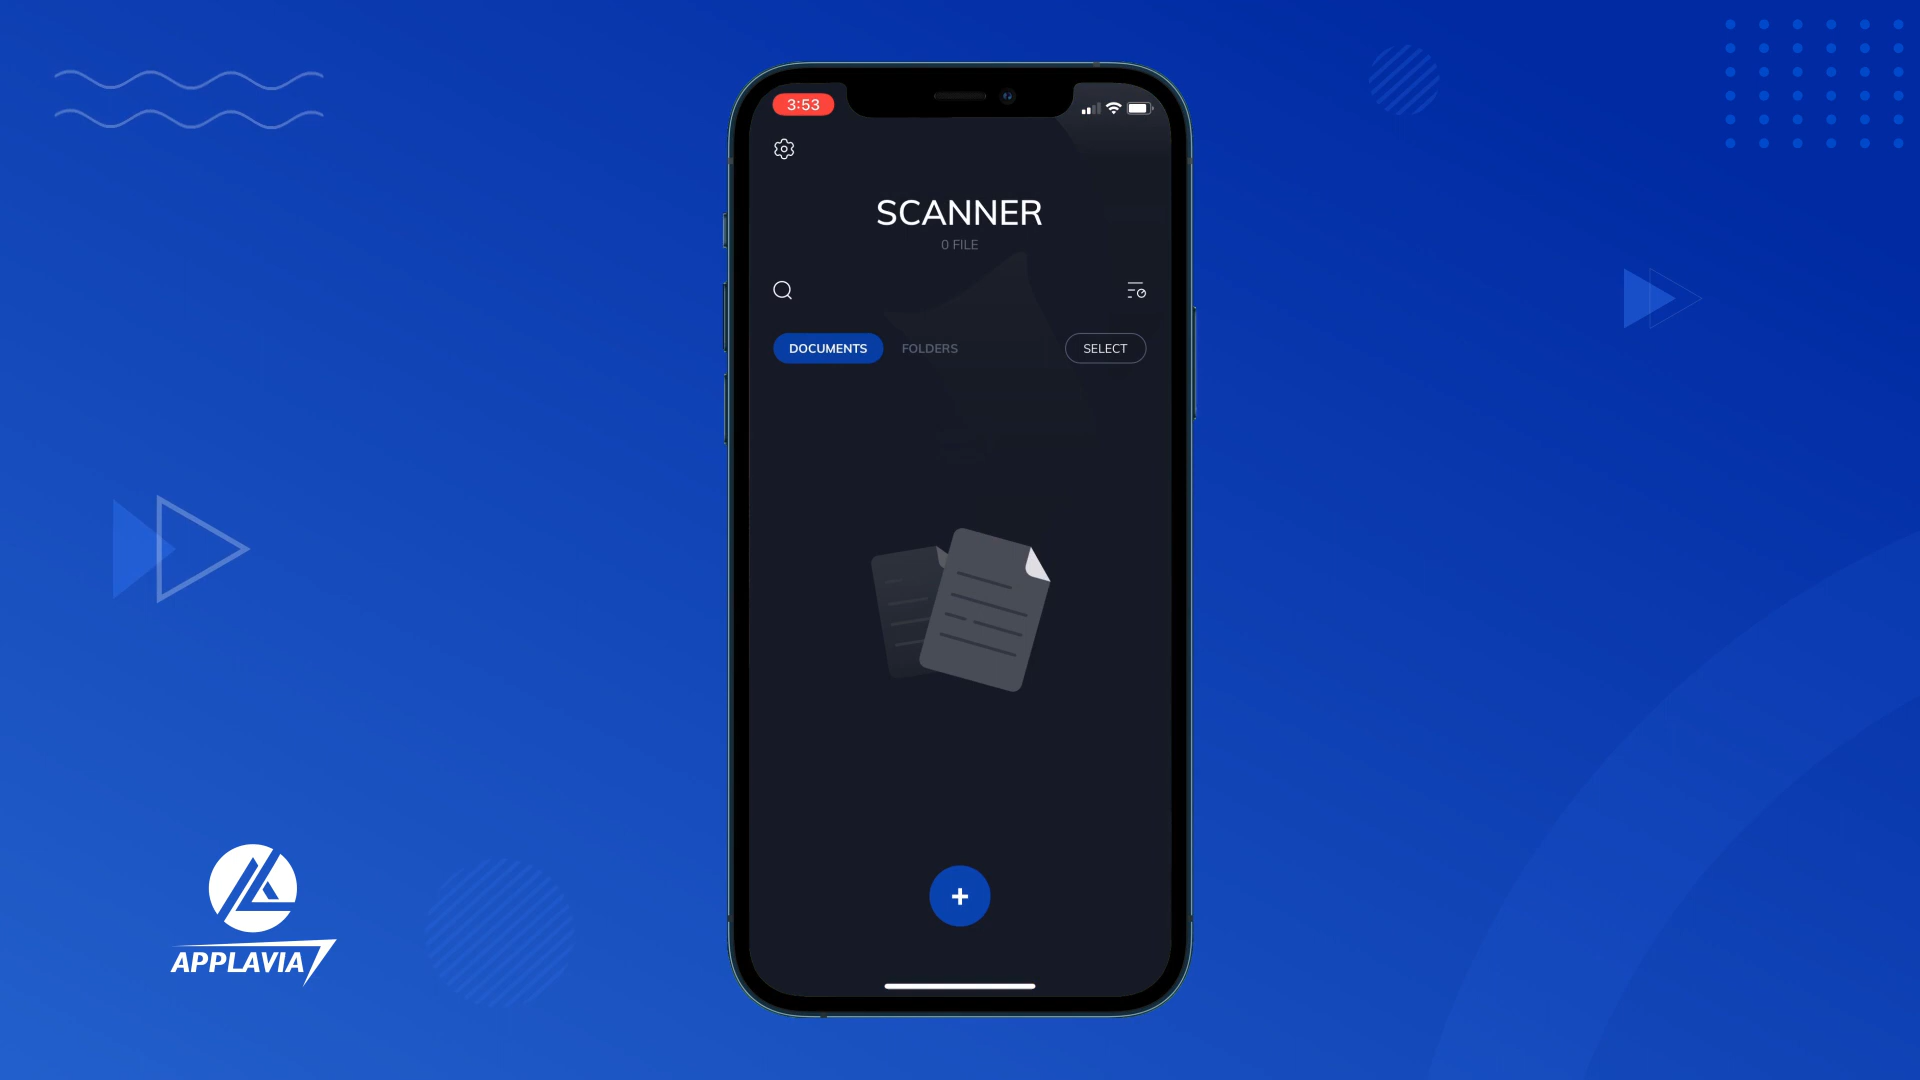 3:53
SCANNER
0 FILE
DOCUMENTS FOLDERS SELECT
+
APPLAVIA